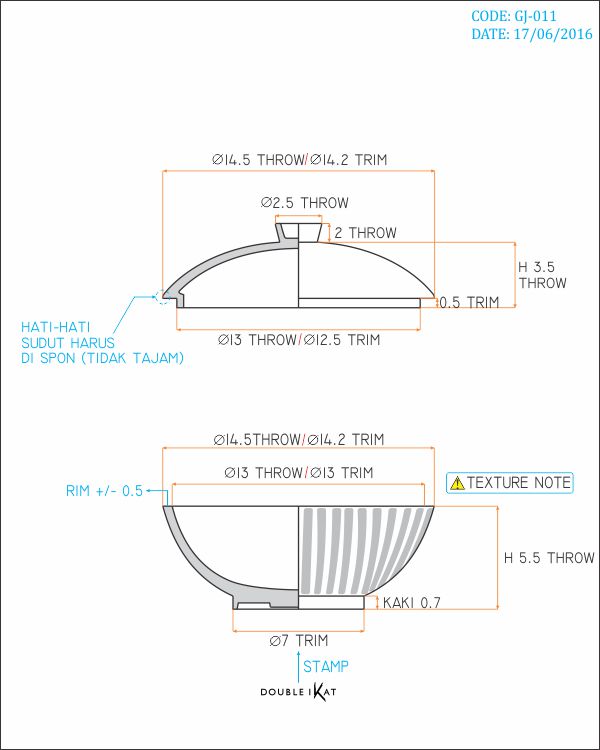 CODE: GJ-011
DATE: 17/06/2016
Ø14.5 THROW/Ø14.2 TRIM
Ø2.5 THROW
2 THROW
H 3.5
THROW
0.5 TRIM
HATI-HATI
SUDUT HARUS
DI SPON (TIDAK TAJAM)
Ø13 THROW/Ø12.5 TRIM
Ø14.5THROW/Ø14.2 TRIM
Ø13 THROW/Ø13 TRIM
TEXTURE NOTE
RIM +/- 0.5
H 5.5 THROW
KAKI 0.7
Ø7 TRIM
STAMP
DOUBLE IKAT